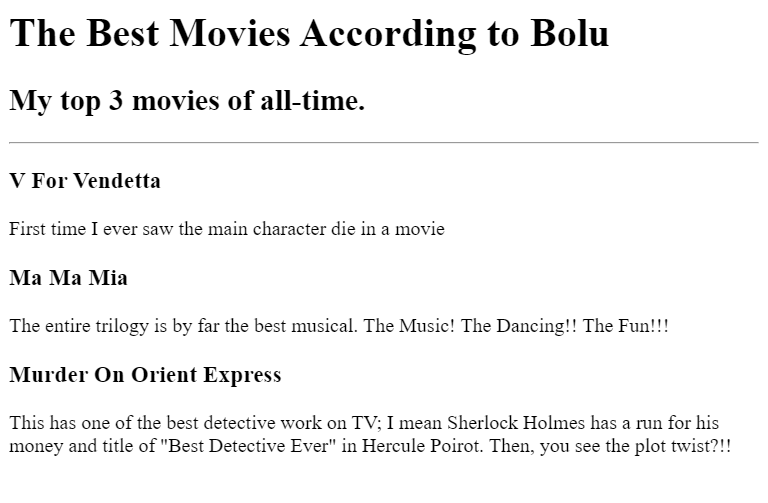 The Best Movies According to Bolu
My top 3 movies of all-time.
V For Vendetta
First time I ever saw the main character die in a movie
Ma Ma Mia
The entire trilogy is by far the best musical. The Music! The Dancing!! The Fun!!!
Murder On Orient Express
This has one of the best detective work on TV; I mean Sherlock Holmes has a run for his
money and title of "Best Detective Ever" in Hercule Poirot. Then, you see the plot twist?!!